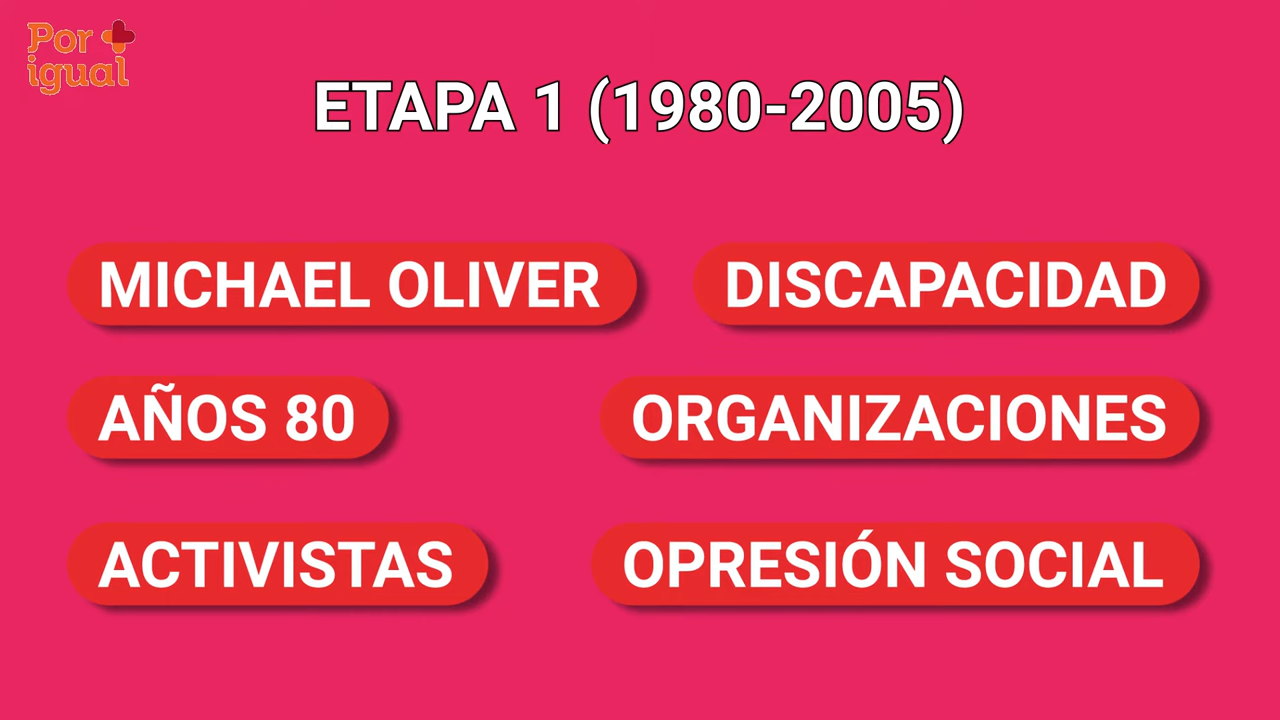 Por
igual
ETAPA 1 (1980-2005)
MICHAEL OLIVER
DISCAPACIDAD
AÑOS 80
ORGANIZACIONES
ACTIVISTAS
OPRESIÓN SOCIAL